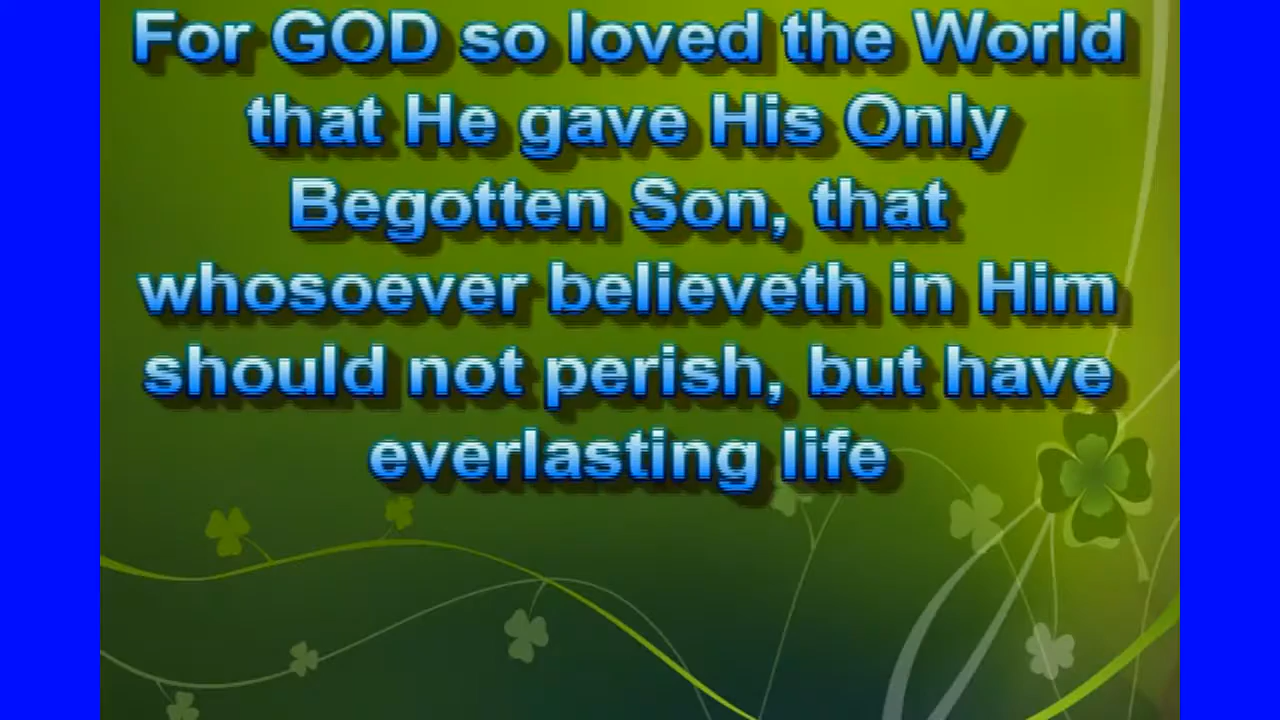 For GOD so loved the World
that He gave His Only
Begotten Son, that
whosoever believeth in Him
should not perish, but have
everlasting life